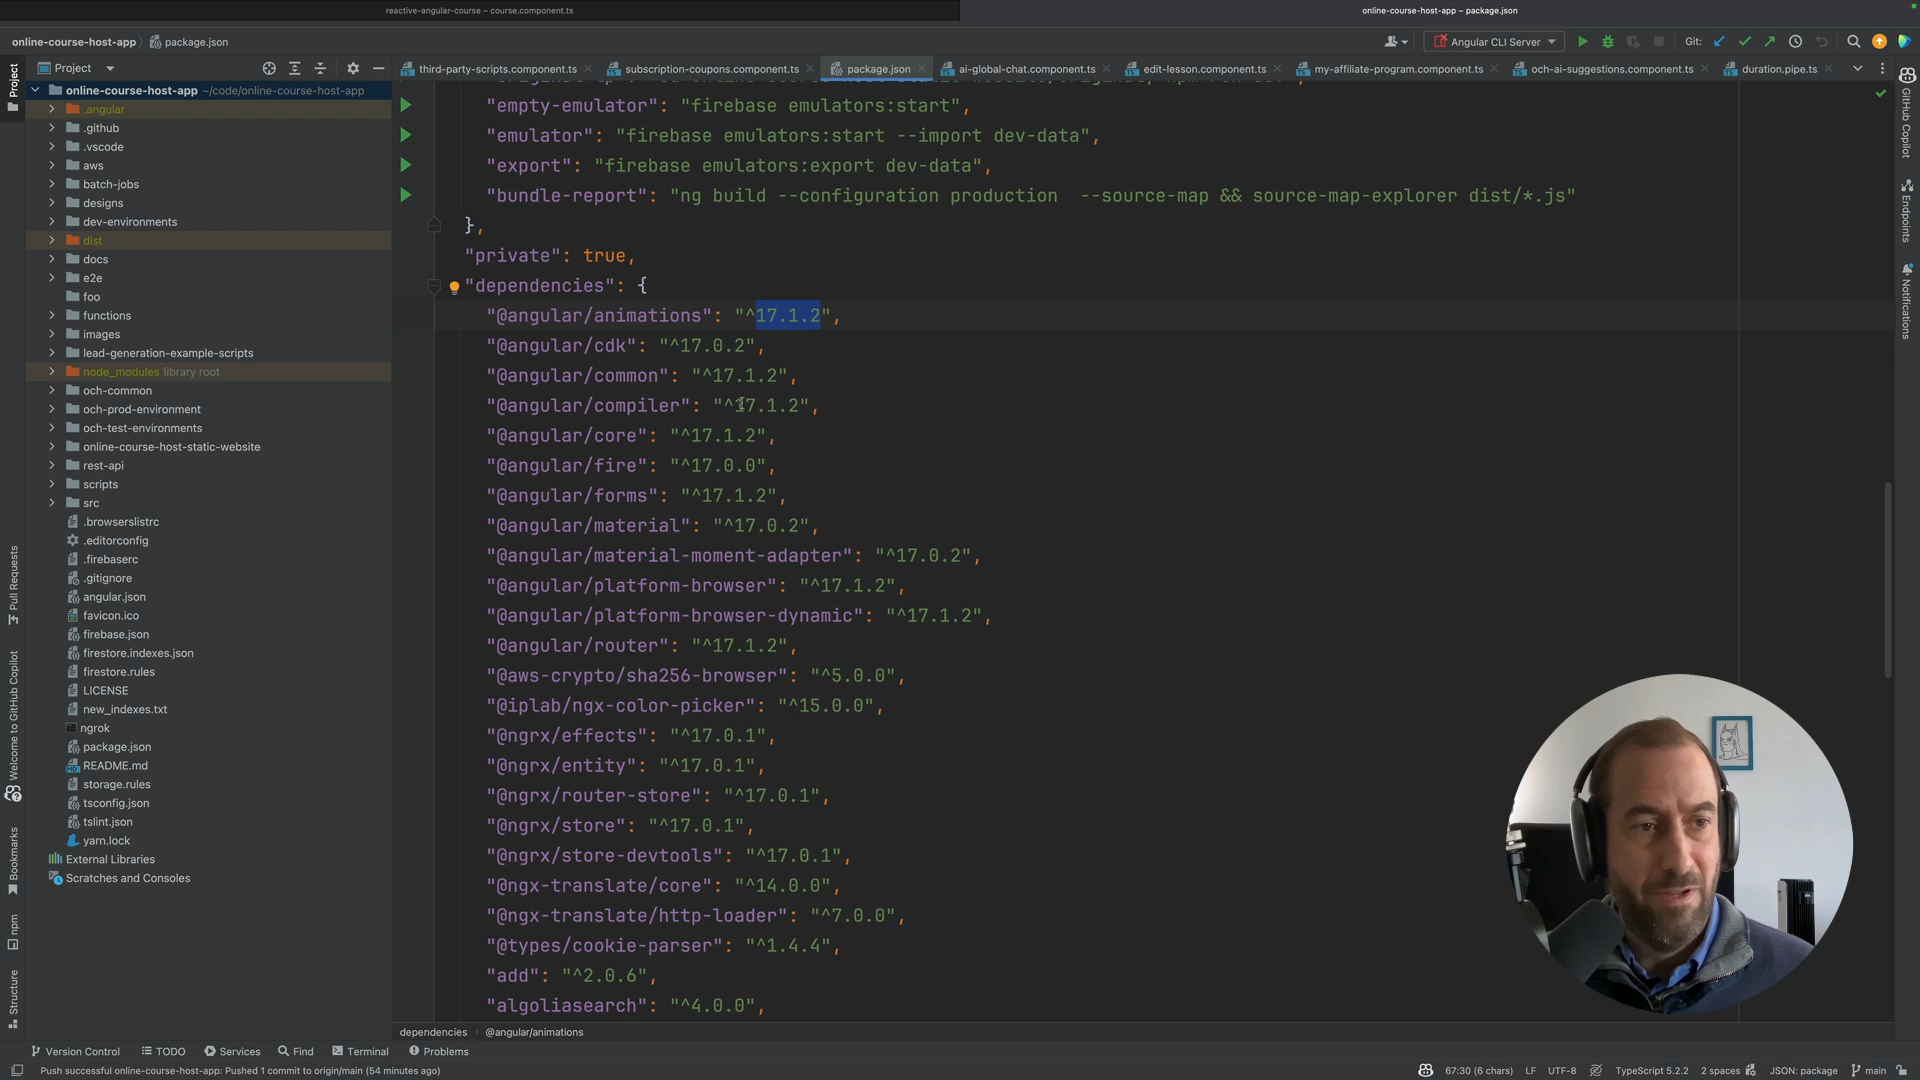 reactive-angular-course – course.component.ts
online-course-host-app – package.json
online-course-host-app
package.json
Angular CLI Server
Git:
Project
third-party-scripts.component.ts
subscription-coupons.component.ts
package.json
ai-global-chat.component.ts
edit-lesson.component.ts
my-affiliate-program.component.ts
och-ai-suggestions.component.ts
duration.pipe.ts
online-course-host-app ~/code/online-course-host-app
.angular
.github
.vscode
aws
batch-jobs
designs
dev-environments
dist
docs
e2e
foo
functions
images
lead-generation-example-scripts
node_modules library root
och-common
och-prod-environment
och-test-environments
online-course-host-static-website
rest-api
scripts
src
.browserslistrc
.editorconfig
.firebaserc
.gitignore
angular.json
favicon.ico
firebase.json
firestore.indexes.json
firestore.rules
LICENSE
new_indexes.txt
ngrok
package.json
README.md
storage.rules
tsconfig.json
tslint.json
yarn.lock
External Libraries
Scratches and Consoles
"empty-emulator": "firebase emulators:start",
"emulator": "firebase emulators:start --import dev-data",
"export": "firebase emulators:export dev-data",
"bundle-report": "ng build --configuration production  --source-map && source-map-explorer dist/*.js"
},
"private": true,
"dependencies": {
"@angular/animations": "^17.1.2",
"@angular/cdk": "^17.0.2",
"@angular/common": "^17.1.2",
"@angular/compiler": "^17.1.2",
"@angular/core": "^17.1.2",
"@angular/fire": "^17.0.0",
"@angular/forms": "^17.1.2",
"@angular/material": "^17.0.2",
"@angular/material-moment-adapter": "^17.0.2",
"@angular/platform-browser": "^17.1.2",
"@angular/platform-browser-dynamic": "^17.1.2",
"@angular/router": "^17.1.2",
"@aws-crypto/sha256-browser": "^5.0.0",
"@iplab/ngx-color-picker": "^15.0.0",
"@ngrx/effects": "^17.0.1",
"@ngrx/entity": "^17.0.1",
"@ngrx/router-store": "^17.0.1",
"@ngrx/store": "^17.0.1",
"@ngrx/store-devtools": "^17.0.1",
"@ngx-translate/core": "^14.0.0",
"@ngx-translate/http-loader": "^7.0.0",
"@types/cookie-parser": "^1.4.4",
"add": "^2.0.6",
"algoliasearch": "^4.0.0",
dependencies
@angular/animations
Project
Pull Requests
Welcome to GitHub Copilot
Bookmarks
npm
Structure
GitHub Copilot
Endpoints
Notifications
Version Control
TODO
Services
Find
Terminal
Problems
Push successful online-course-host-app: Pushed 1 commit to origin/main (54 minutes ago)
67:30 (6 chars)
LF
UTF-8
TypeScript 5.2.2
2 spaces
JSON: package
main